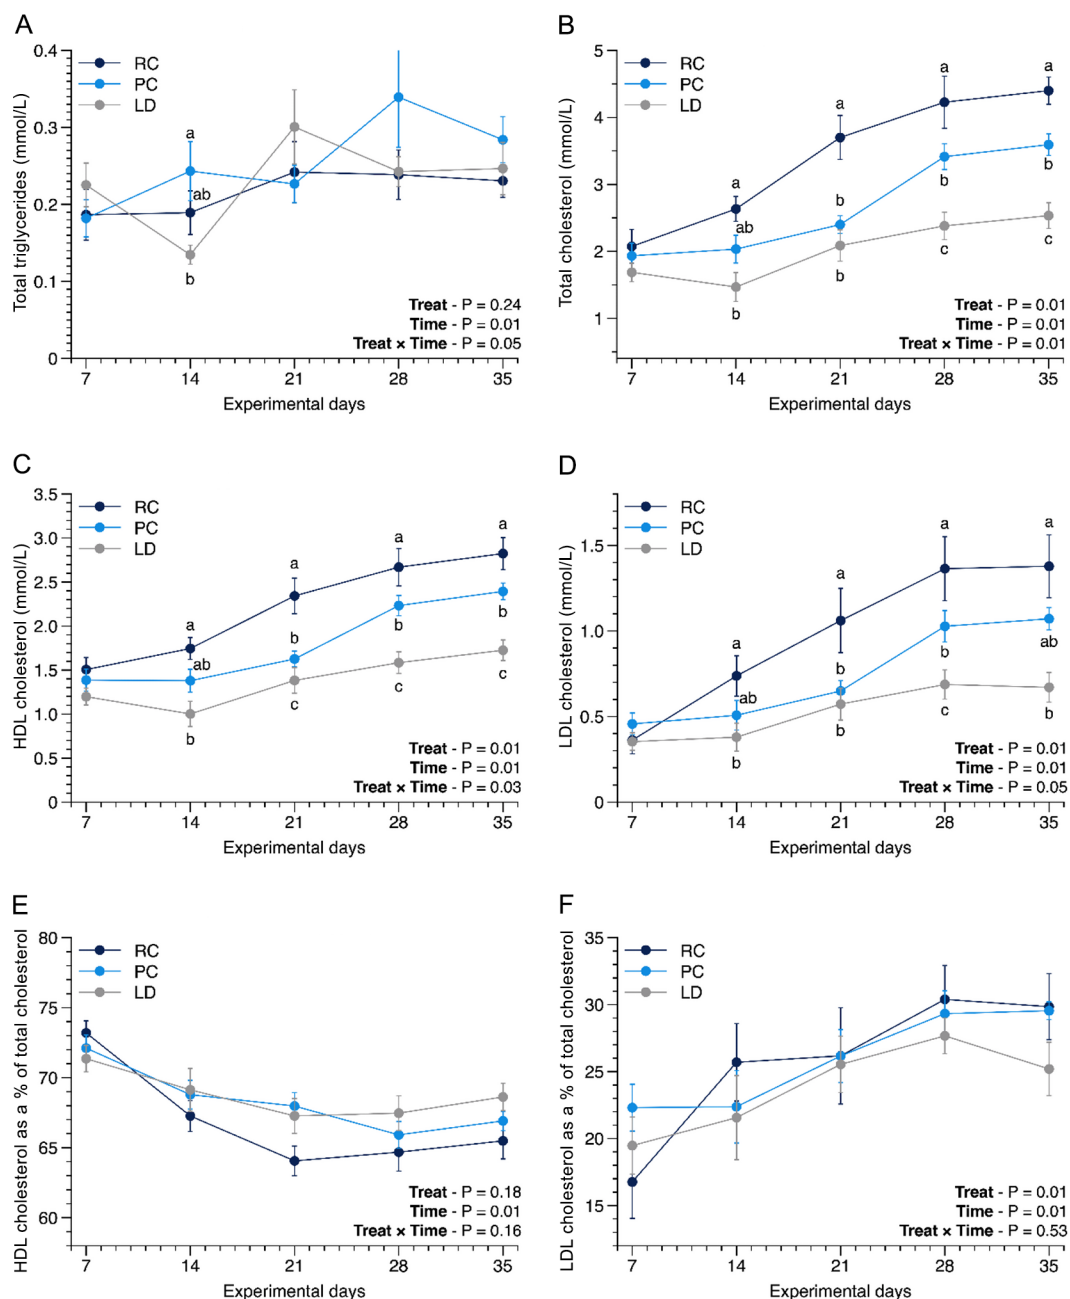 A
Total triglycerides (mmol/L)
0.4
0.3
0.2
0.1
0
RC
PC
LD
a
ab
b
Treat - P = 0.24
Time - P = 0.01
Treat × Time - P = 0.05
7 14 21 28 35
Experimental days
B
Total cholesterol (mmol/L)
5
4
3
2
1
RC
PC
LD
a
ab
b
a
b
b
a
b
c
a
b
c
Treat - P = 0.01
Time - P = 0.01
Treat × Time - P = 0.01
7 14 21 28 35
Experimental days
C
HDL cholesterol (mmol/L)
3.5
3.0
2.5
2.0
1.5
1.0
0.5
0
RC
PC
LD
a
ab
b
a
b
c
a
b
c
a
b
c
Treat - P = 0.01
Time - P = 0.01
Treat × Time - P = 0.03
7 14 21 28 35
Experimental days
D
LDL cholesterol (mmol/L)
1.5
1.0
0.5
0
RC
PC
LD
a
ab
b
a
b
b
a
b
c
a
ab
b
Treat - P = 0.01
Time - P = 0.01
Treat × Time - P = 0.05
7 14 21 28 35
Experimental days
E
HDL cholesterol as a % of total cholesterol
80
75
70
65
60
RC
PC
LD
Treat - P = 0.18
Time - P = 0.01
Treat × Time - P = 0.16
7 14 21 28 35
Experimental days
F
LDL cholesterol as a % of total cholesterol
35
30
25
20
15
RC
PC
LD
Treat - P = 0.01
Time - P = 0.01
Treat × Time - P = 0.53
7 14 21 28 35
Experimental days